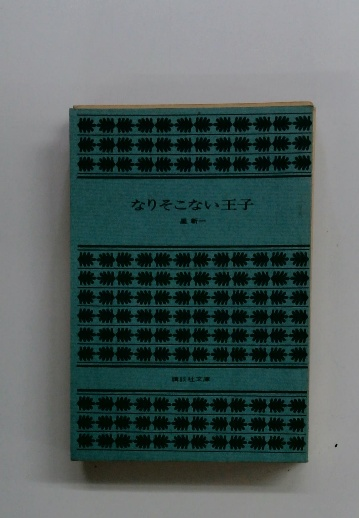 なりそこない王子
星 新一
講談社文庫